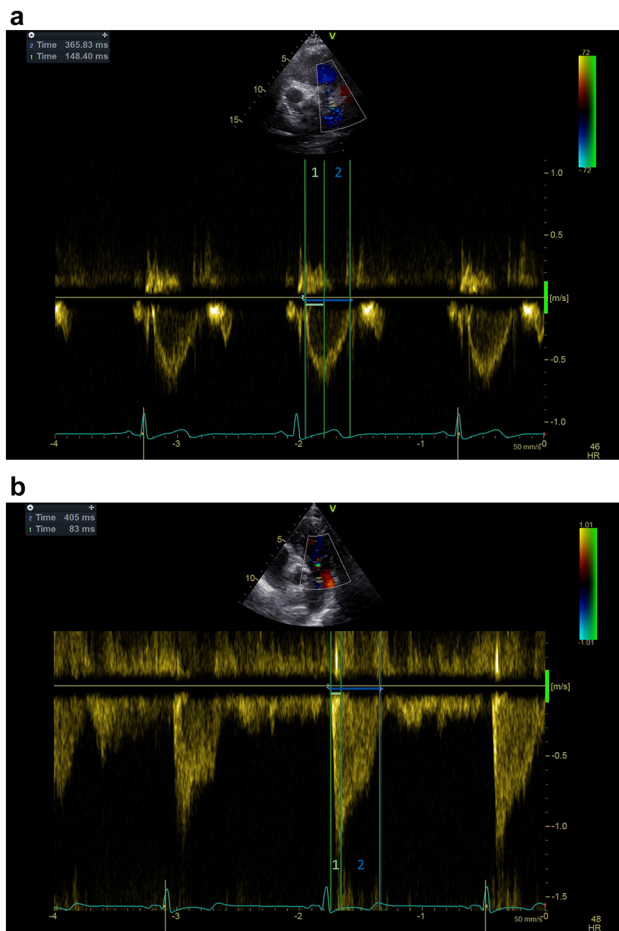 a
2 Time 365.83 ms
1 Time 148.40 ms
V
5
10
15
.72
-.72
1 2
1.0
0.5
[m/s]
-0.5
-1.0
-4 -3 -2 -1 0
50 mm/s
46
HR
b
2 Time 405 ms
1 Time 83 ms
V
5
10
1.01
-1.01
[m/s]
-0.5
-1.0
1 2
-1.5
-4 -3 -2 -1 0
50 mm/s
48
HR